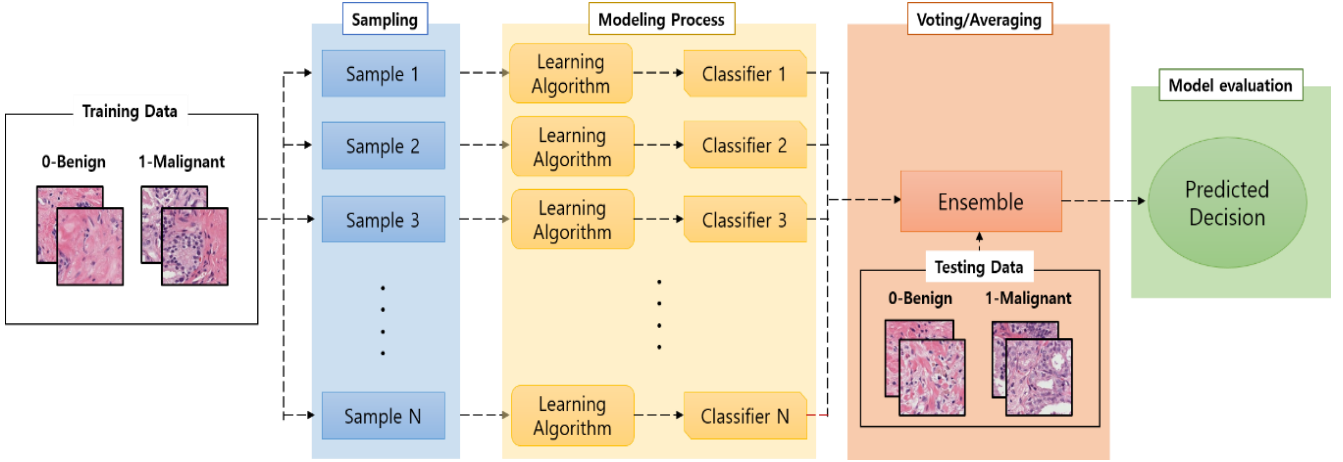 Sampling
Modeling Process
Voting/Averaging
Model evaluation
Training Data
0-Benign 1-Malignant
Sample 1
Learning
Algorithm
Classifier 1
Sample 2
Learning
Algorithm
Classifier 2
Sample 3
Learning
Algorithm
Classifier 3
Sample N
Learning
Algorithm
Classifier N
Ensemble
Testing Data
0-Benign 1-Malignant
Predicted
Decision